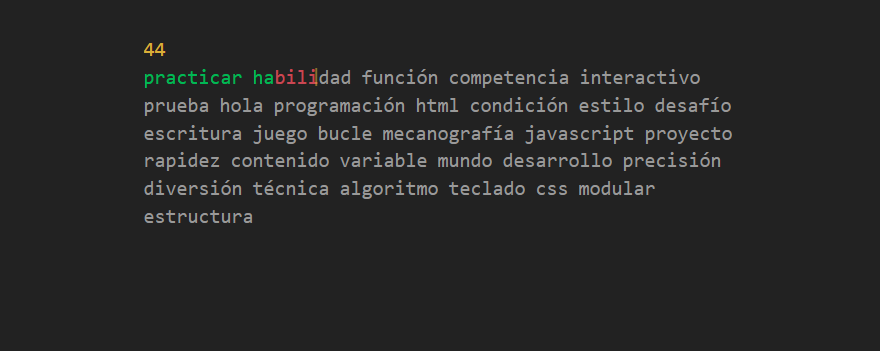 44
practicar habilidad función competencia interactivo
prueba hola programación html condición estilo desafío
escritura juego bucle mecanografía javascript proyecto
rapidez contenido variable mundo desarrollo precisión
diversión técnica algoritmo teclado css modular
estructura